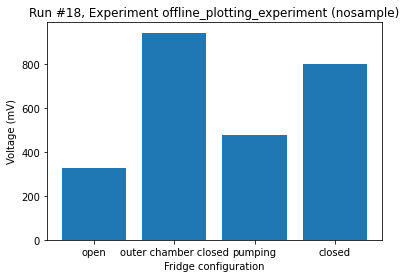 Run #18, Experiment offline_plotting_experiment (nosample)
800
600
400
200
0
Voltage (mV)
open outer chamber closed pumping closed
Fridge configuration